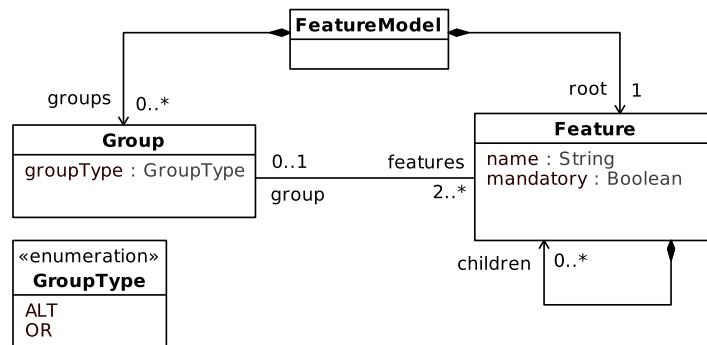 FeatureModel
groups
0..*
root
1
Group
groupType : GroupType
0..1
group
features
2..*
Feature
name : String
mandatory : Boolean
«enumeration»
GroupType
ALT
OR
children
0..*